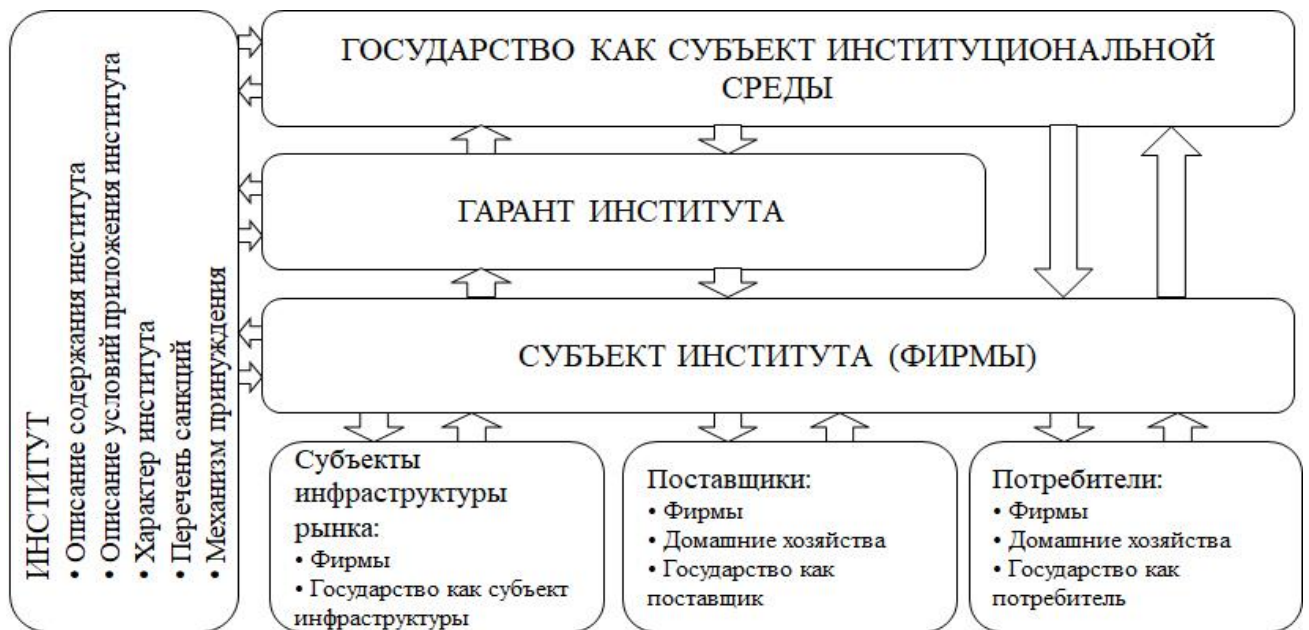 ИНСТИТУТ
• Описание содержания института
• Описание условий приложения института
• Характер института
• Перечень санкций
• Механизм принуждения
ГОСУДАРСТВО КАК СУБЪЕКТ ИНСТИТУЦИОНАЛЬНОЙ
СРЕДЫ
ГАРАНТ ИНСТИТУТА
СУБЪЕКТ ИНСТИТУТА (ФИРМЫ)
Субъекты
инфраструктуры
рынка:
• Фирмы
• Государство как субъект
инфраструктуры
Поставщики:
• Фирмы
• Домашние хозяйства
• Государство как
поставщик
Потребители:
• Фирмы
• Домашние хозяйства
• Государство как
потребитель